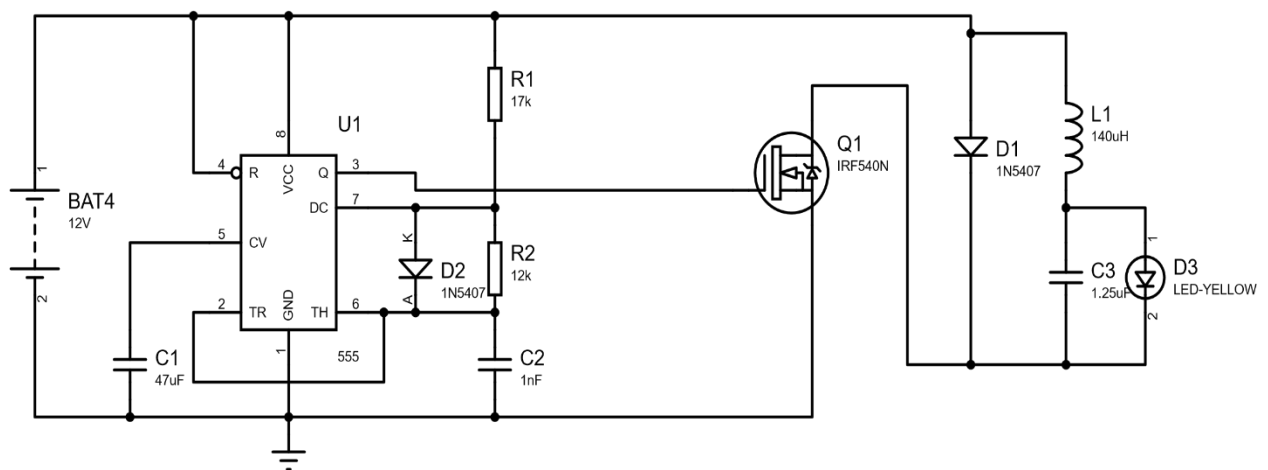 BAT4
12V
1
2
U1
555
4
R
8
VCC
Q
3
DC
7
5
CV
2
TR
GND
1
TH
6
C1
47uF
K
D2
1N5407
A
R1
17k
R2
12k
C2
1nF
Q1
IRF540N
D1
1N5407
L1
140uH
C3
1.25uF
1
D3
LED-YELLOW
2